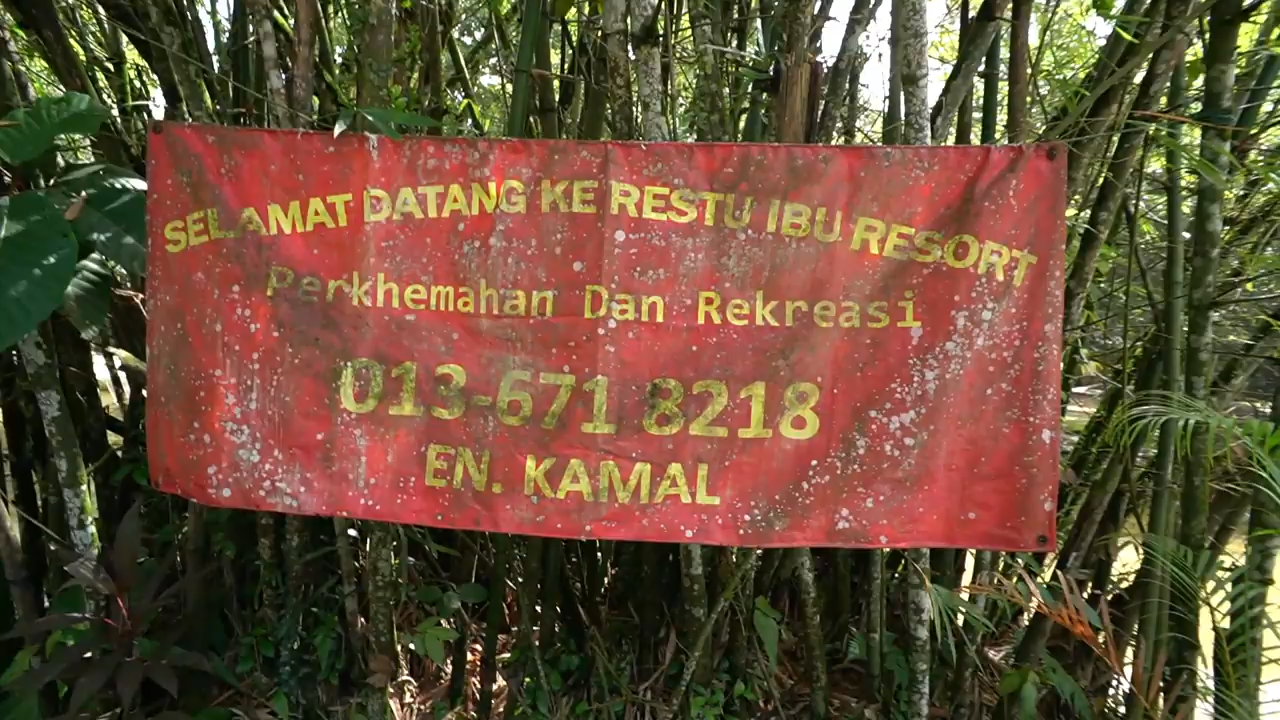 SELAMAT DATANG KE RESTU IBU RESORT
Perkhemahan Dan Rekreasi
013-671 8218
EN. KAMAL